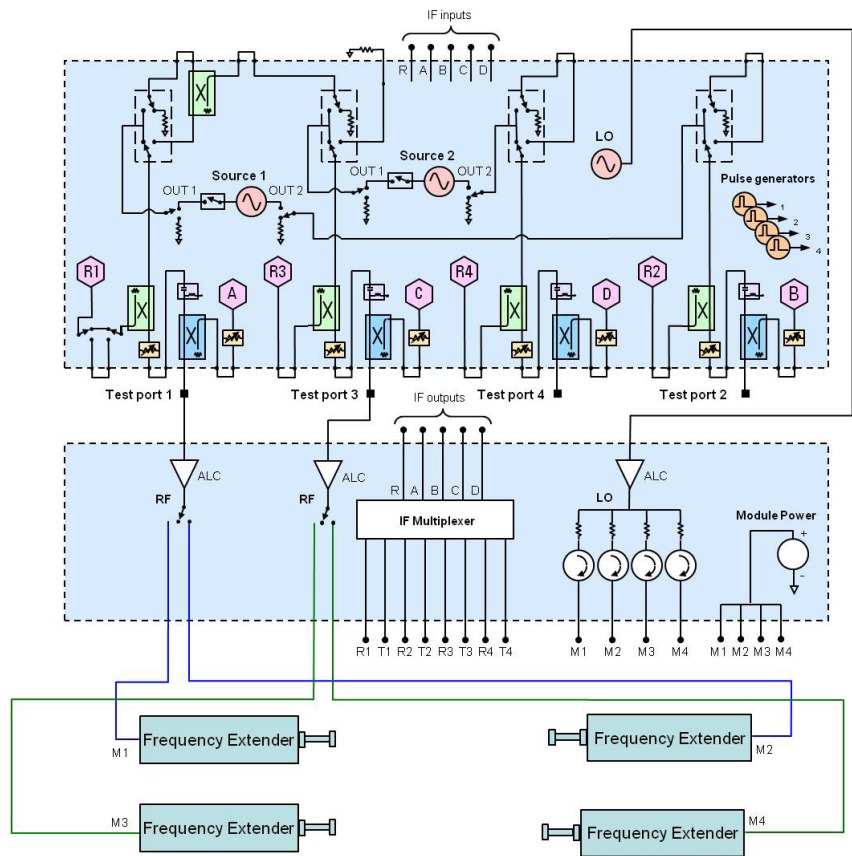 IF inputs
R A B C D
LO
Source 1
Source 2
OUT 1
OUT 2
OUT 1
OUT 2
Pulse generators
1
2
3
4
R1
A
R3
C
R4
D
R2
B
Test port 1
Test port 3
Test port 4
Test port 2
IF outputs
R A B C D
ALC
ALC
ALC
RF
RF
LO
IF Multiplexer
Module Power
+
-
R1 T1 R2 T2 R3 T3 R4 T4
M1 M2 M3 M4
M1 M2 M3 M4
Frequency Extender
M1
Frequency Extender
M2
M3
Frequency Extender
Frequency Extender
M4